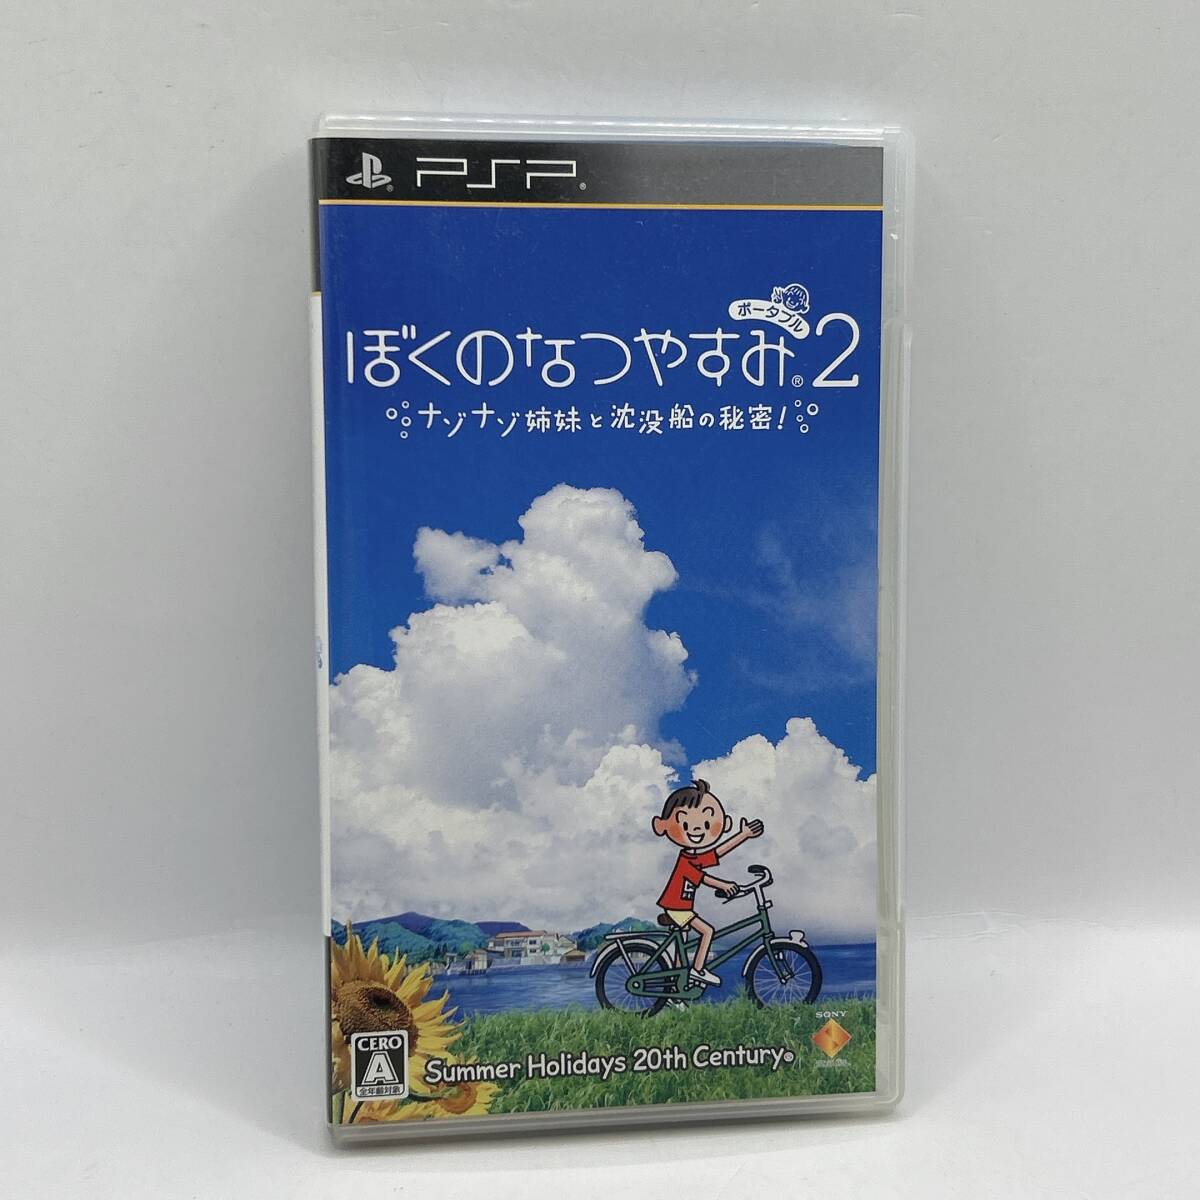 PSP®
ポータブル
ぼくのなつやすみ®2
ナゾナゾ姉妹と沈没船の秘密!
SONY
CERO
A
全年齢対象
Summer Holidays 20th Century®